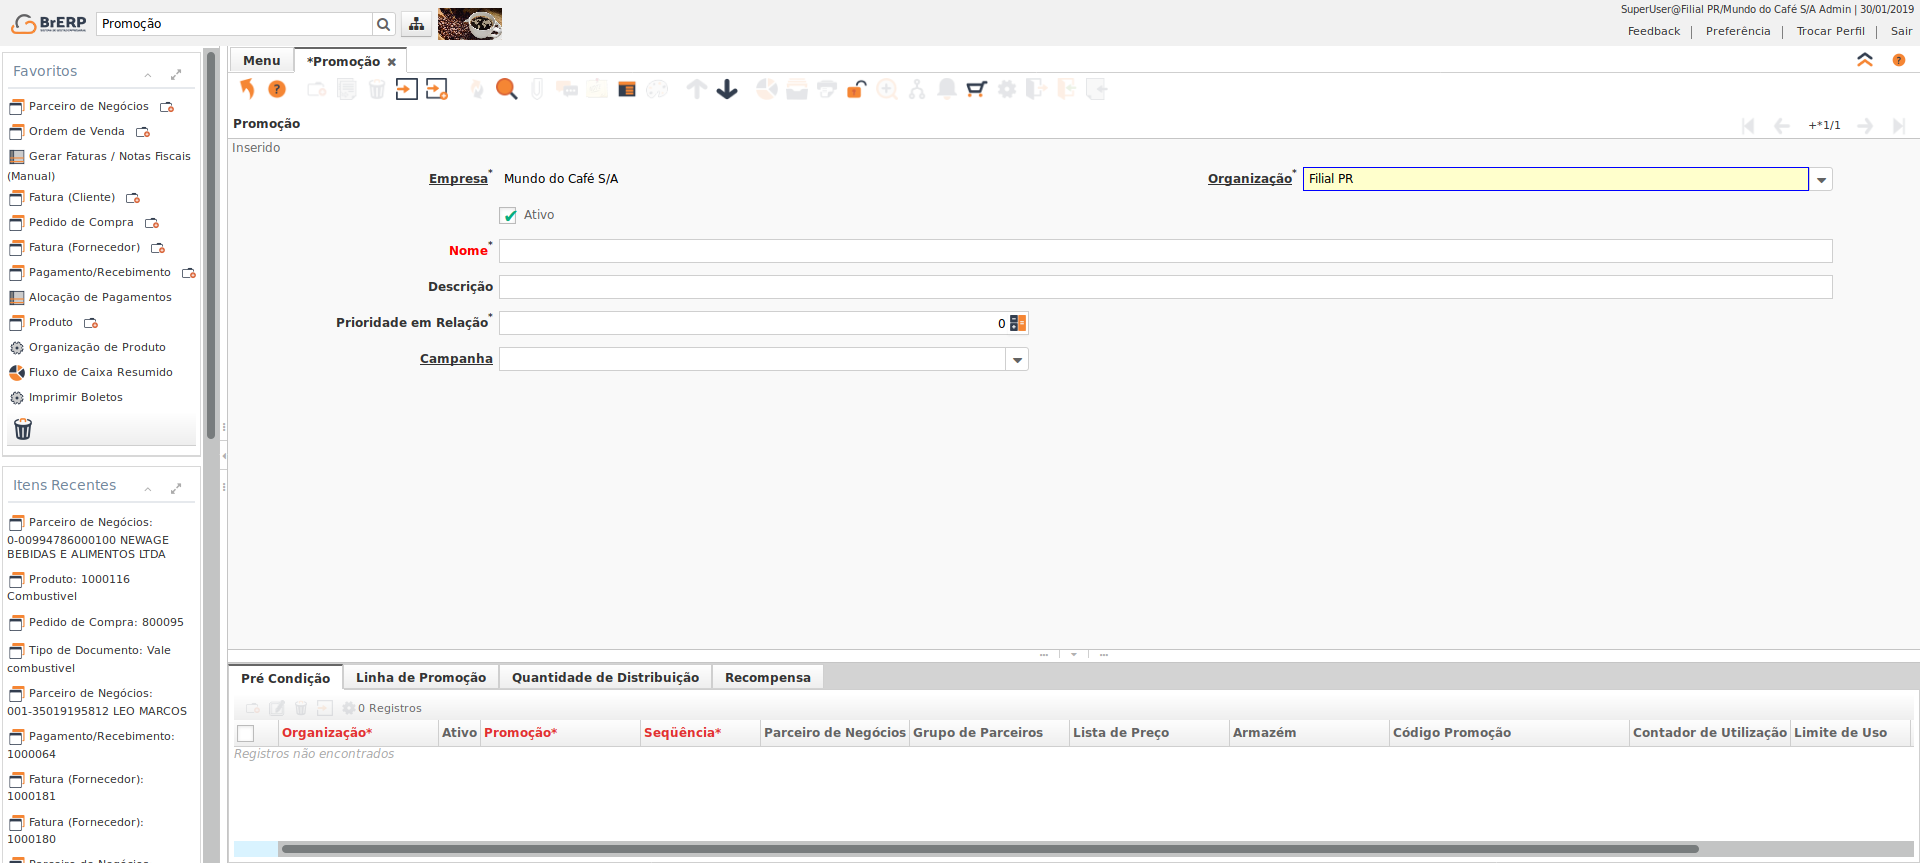 BrERP
Promoção
SuperUser@Filial PR/Mundo do Café S/A Admin | 30/01/2019
Feedback | Preferência | Trocar Perfil | Sair
Favoritos
Parceiro de Negócios
Ordem de Venda
Gerar Faturas / Notas Fiscais
(Manual)
Fatura (Cliente)
Pedido de Compra
Fatura (Fornecedor)
Pagamento/Recebimento
Alocação de Pagamentos
Produto
Organização de Produto
Fluxo de Caixa Resumido
Imprimir Boletos
Itens Recentes
Parceiro de Negócios:
0-00994786000100 NEWAGE
BEBIDAS E ALIMENTOS LTDA
Produto: 1000116
Combustivel
Pedido de Compra: 800095
Tipo de Documento: Vale
combustivel
Parceiro de Negócios:
001-35019195812 LEO MARCOS
Pagamento/Recebimento:
1000064
Fatura (Fornecedor):
1000181
Fatura (Fornecedor):
1000180
Parceiro de Negócios
Menu
*Promoção
Promoção
+*1/1
Inserido
Empresa* Mundo do Café S/A
Organização* Filial PR
Ativo
Nome*
Descrição
Prioridade em Relação* 0
Campanha
Pré Condição
Linha de Promoção
Quantidade de Distribuição
Recompensa
0 Registros
Organização* Ativo Promoção* Seqüência* Parceiro de Negócios Grupo de Parceiros Lista de Preço Armazém Código Promoção Contador de Utilização Limite de Uso
Registros não encontrados